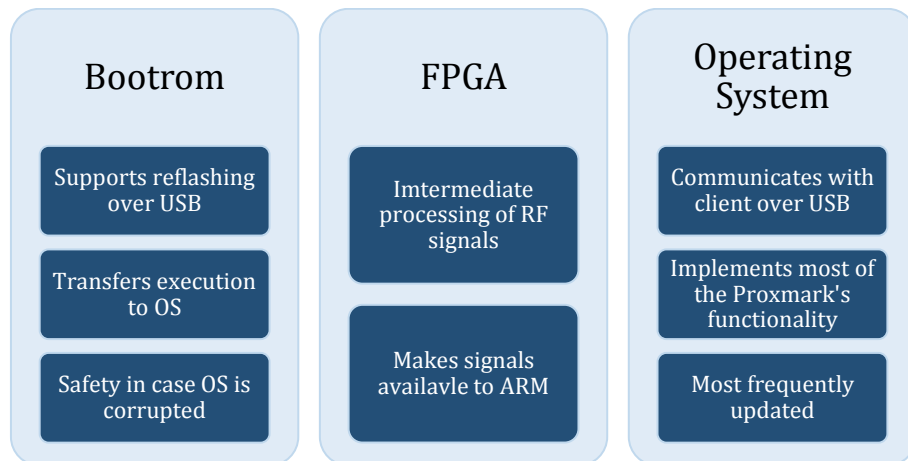 Bootrom
Supports reflashing
over USB
Transfers execution
to OS
Safety in case OS is
corrupted
FPGA
Imtermediate
processing of RF
signals
Makes signals
availavle to ARM
Operating
System
Communicates with
client over USB
Implements most of
the Proxmark's
functionality
Most frequently
updated